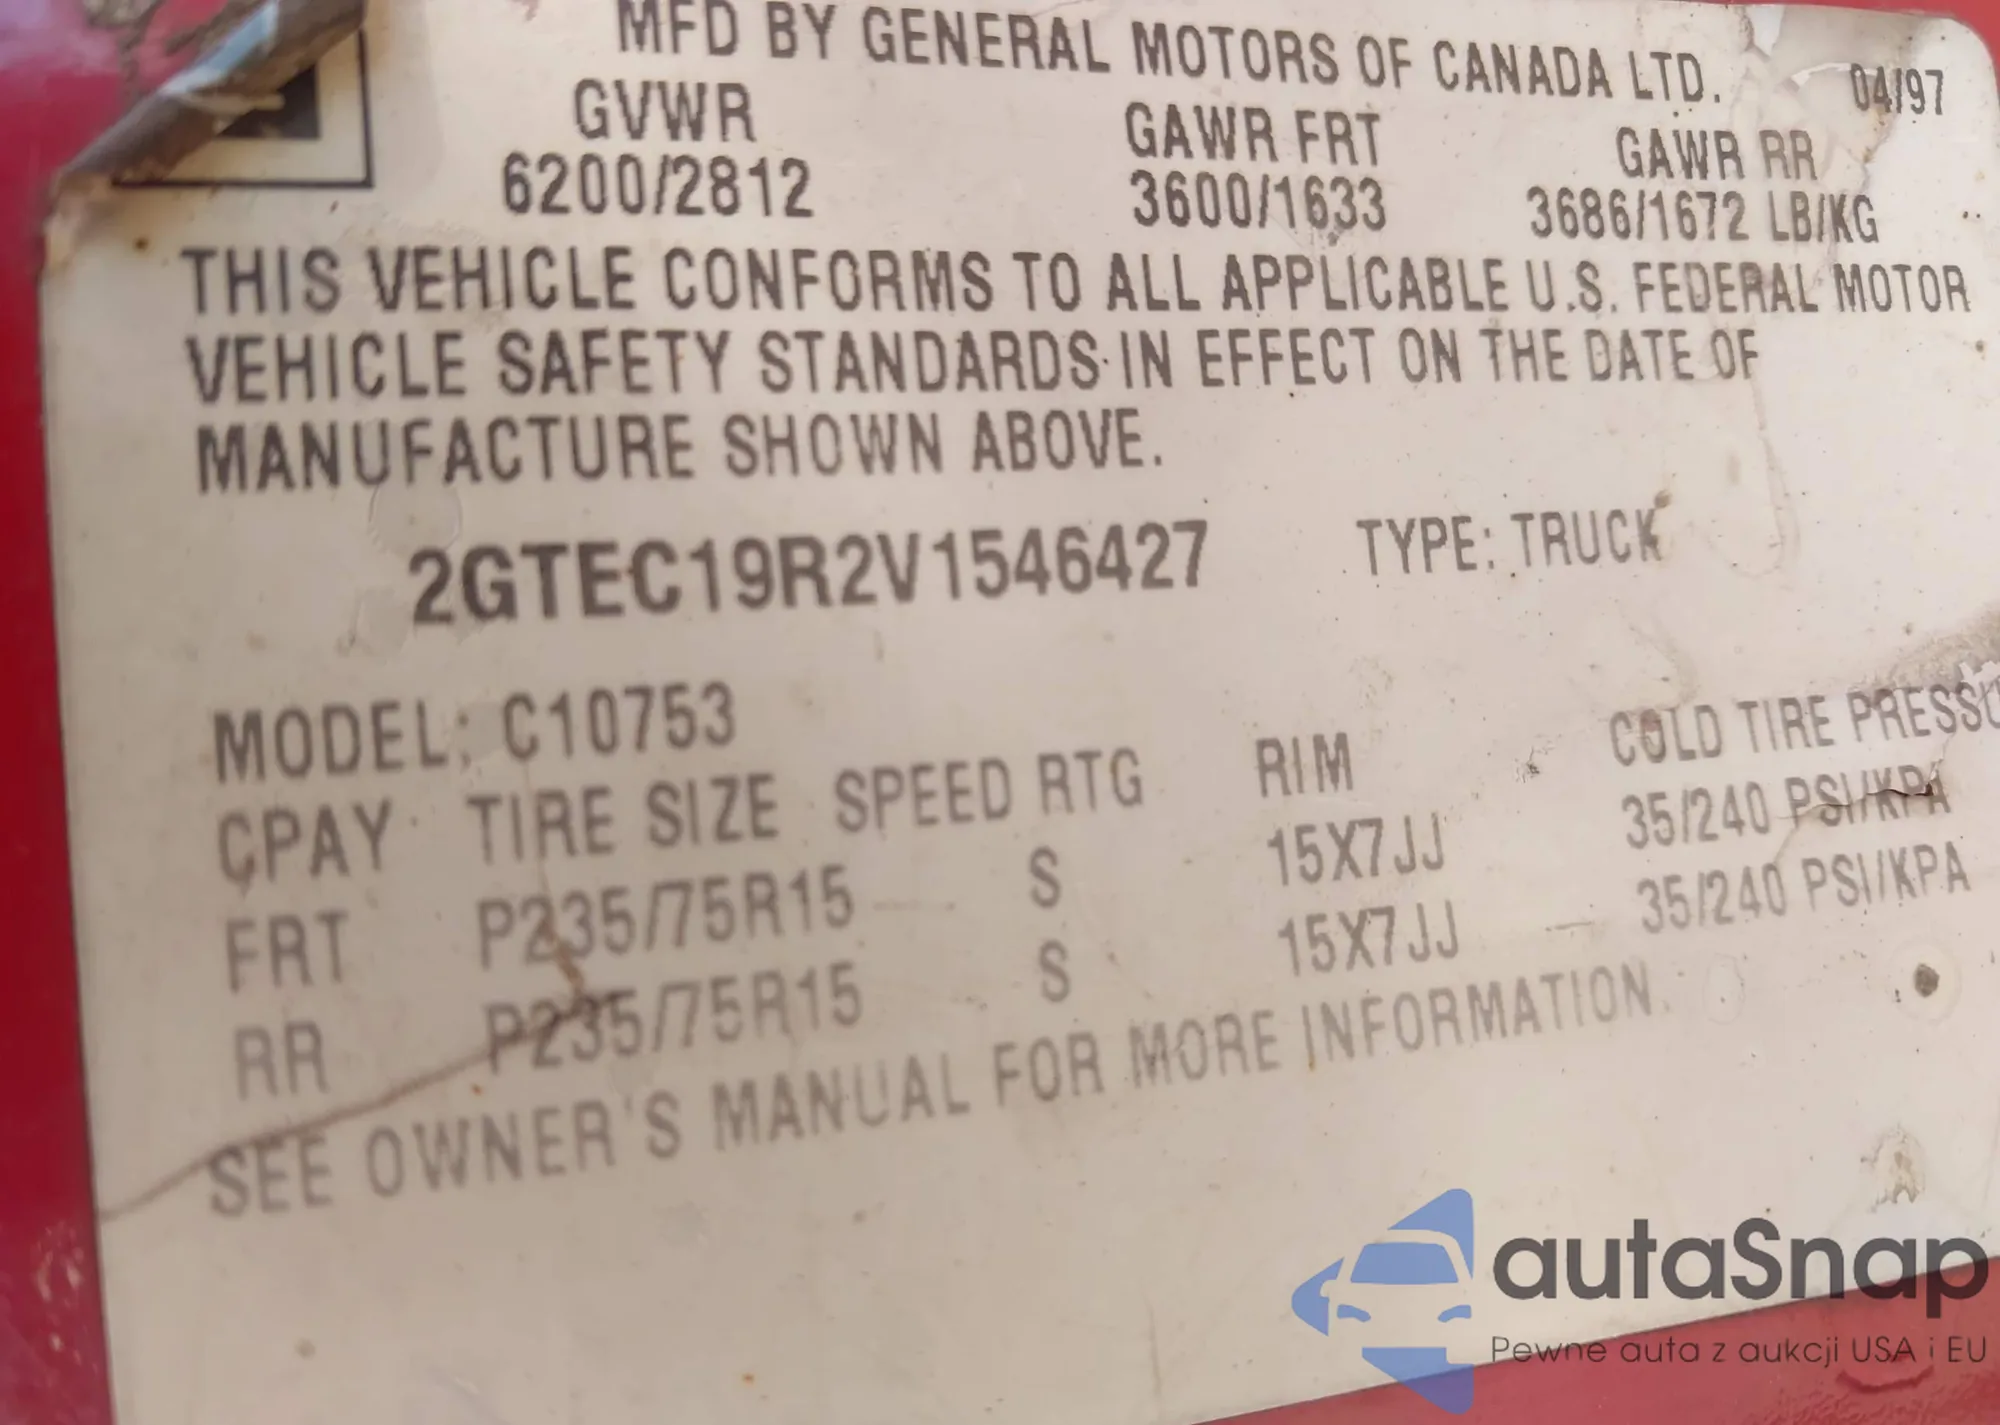 MFD BY GENERAL MOTORS OF CANADA LTD.
04/97
GVWR GAWR FRT GAWR RR
6200/2812 3600/1633 3686/1672 LB/KG
THIS VEHICLE CONFORMS TO ALL APPLICABLE U.S. FEDERAL MOTOR
VEHICLE SAFETY STANDARDS IN EFFECT ON THE DATE OF
MANUFACTURE SHOWN ABOVE.
2GTEC19R2V1546427 TYPE: TRUCK
MODEL: C10753
CPAY TIRE SIZE SPEED RTG RIM COLD TIRE PRESSU
FRT P235/75R15 S 15X7JJ 35/240 PSI/KPA
RR P235/75R15 S 15X7JJ 35/240 PSI/KPA
SEE OWNER'S MANUAL FOR MORE INFORMATION.
autaSnap
Pewne auta z aukcji USA i EU